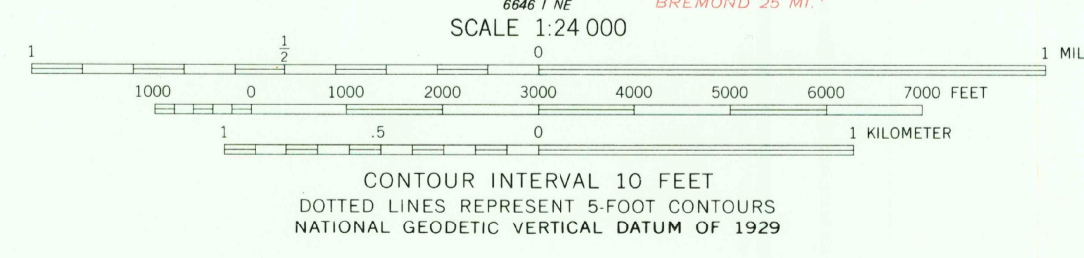 6646 I NE
BREMOND 25 MI.
SCALE 1:24 000
1 1/2 0 1 MIL
1000 0 1000 2000 3000 4000 5000 6000 7000 FEET
1 .5 0 1 KILOMETER
CONTOUR INTERVAL 10 FEET
DOTTED LINES REPRESENT 5-FOOT CONTOURS
NATIONAL GEODETIC VERTICAL DATUM OF 1929